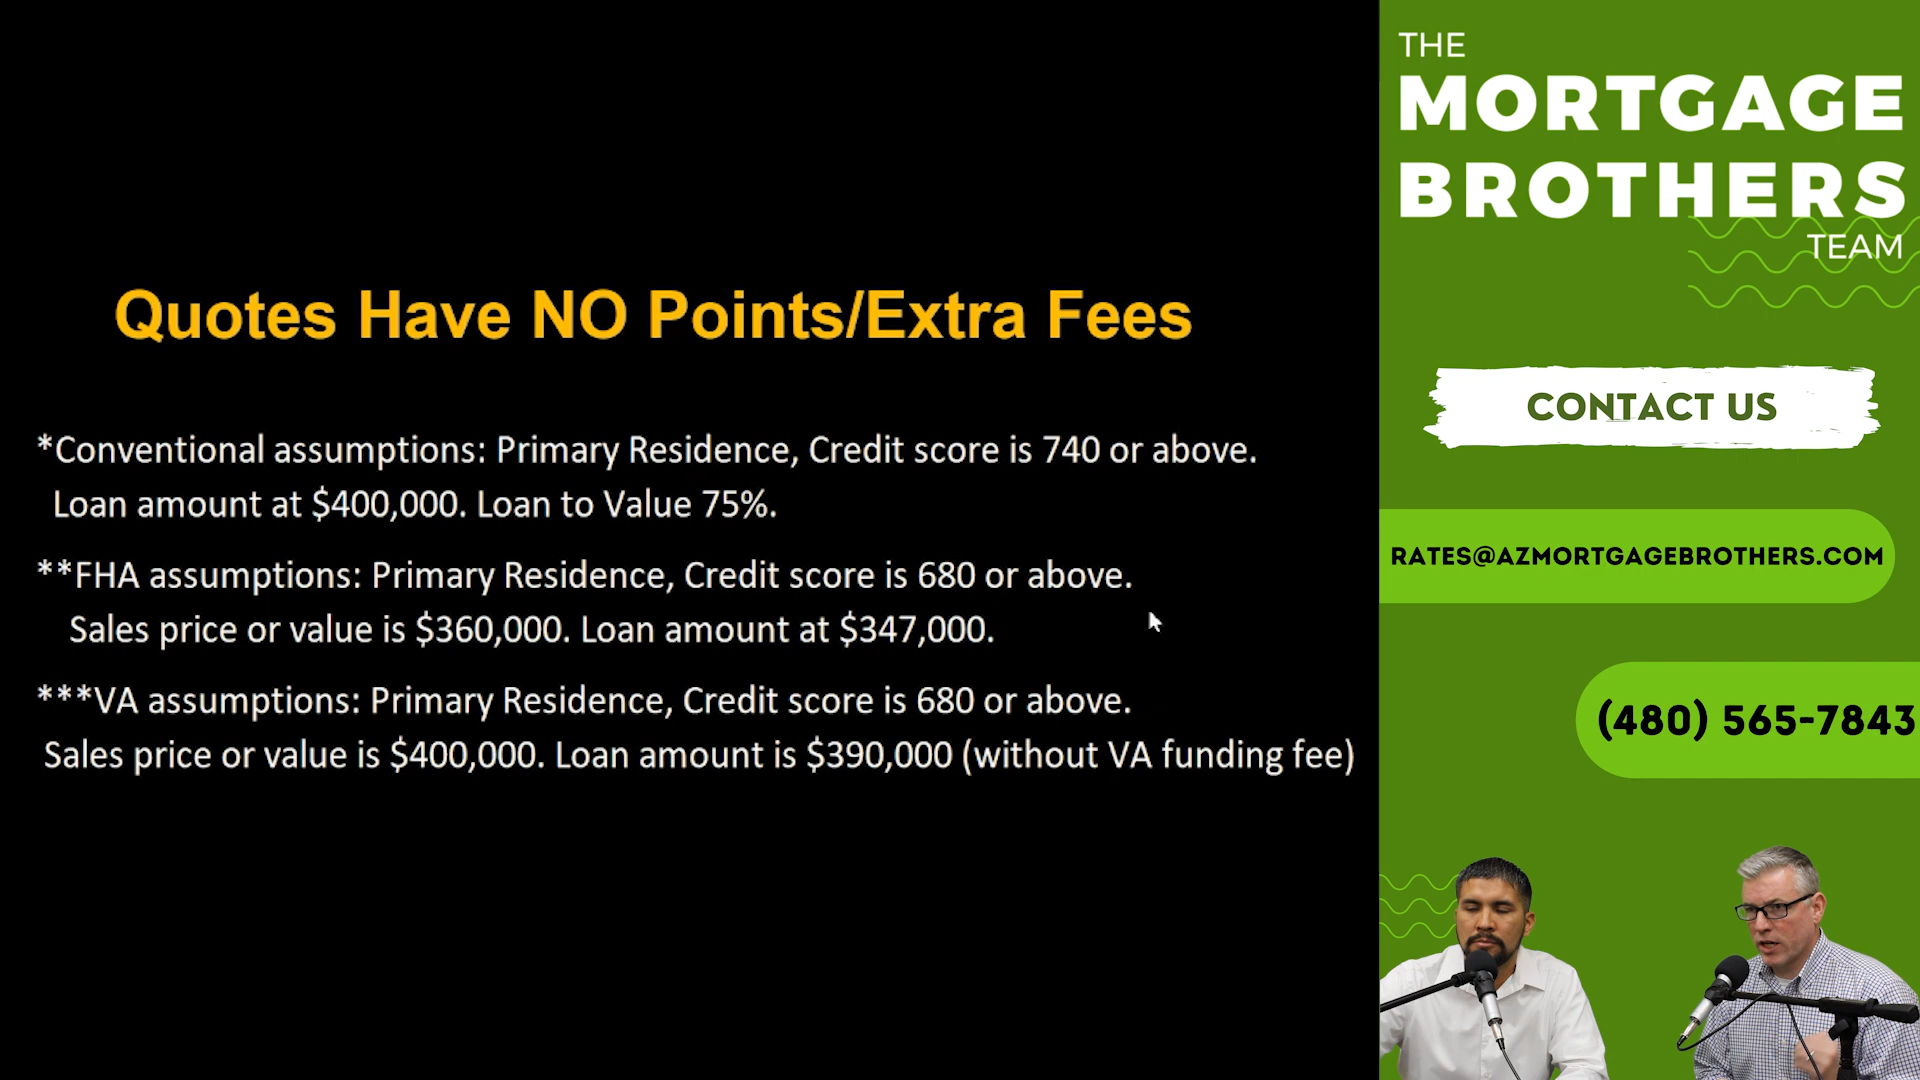 Quotes Have NO Points/Extra Fees
*Conventional assumptions: Primary Residence, Credit score is 740 or above.
Loan amount at $400,000. Loan to Value 75%.
**FHA assumptions: Primary Residence, Credit score is 680 or above.
Sales price or value is $360,000. Loan amount at $347,000.
***VA assumptions: Primary Residence, Credit score is 680 or above.
Sales price or value is $400,000. Loan amount is $390,000 (without VA funding fee)
THE
MORTGAGE
BROTHERS
TEAM
CONTACT US
RATES@AZMORTGAGEBROTHERS.COM
(480) 565-7843